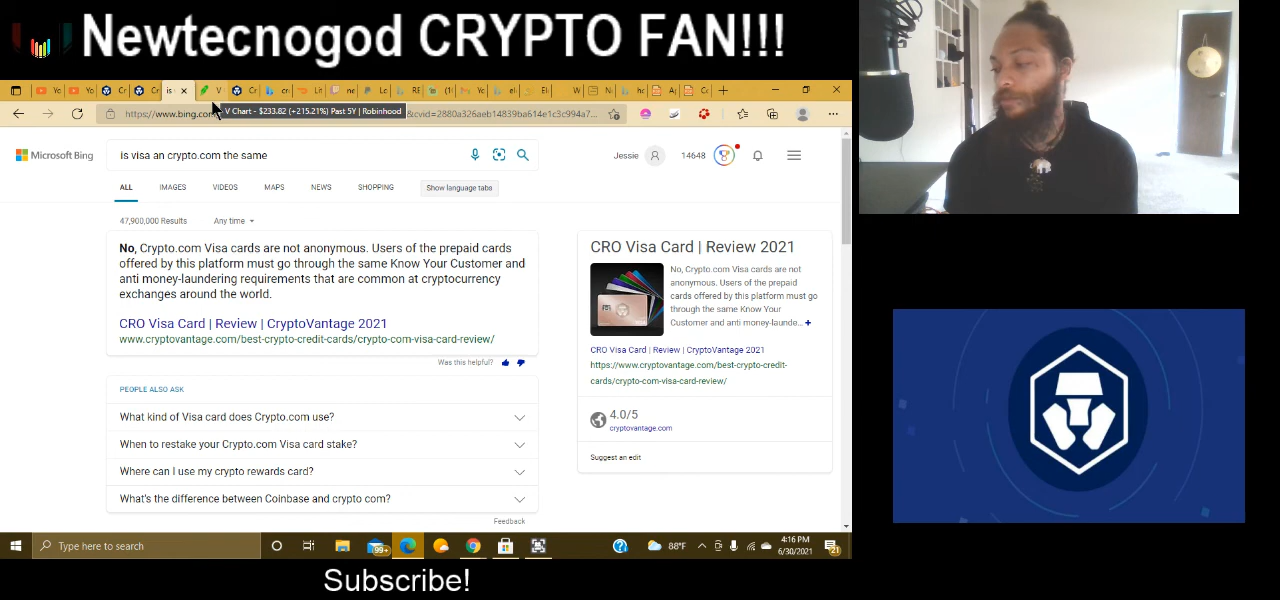 Newtecnogod CRYPTO FAN!!!
V Chart - $233.82 (+215.21%) Past 5Y | Robinhood
https://www.bing.com
&cvid=2880a326aeb14839ba614e1c3c994a7...
Microsoft Bing
is visa an crypto.com the same
Jessie
14648
ALL
IMAGES
VIDEOS
MAPS
NEWS
SHOPPING
Show language tabs
47,900,000 Results
Any time
No, Crypto.com Visa cards are not anonymous. Users of the prepaid cards
offered by this platform must go through the same Know Your Customer and
anti money-laundering requirements that are common at cryptocurrency
exchanges around the world.
CRO Visa Card | Review | CryptoVantage 2021
www.cryptovantage.com/best-crypto-credit-cards/crypto-com-visa-card-review/
Was this helpful?
PEOPLE ALSO ASK
What kind of Visa card does Crypto.com use?
When to restake your Crypto.com Visa card stake?
Where can I use my crypto rewards card?
What's the difference between Coinbase and crypto com?
Feedback
CRO Visa Card | Review 2021
No, Crypto.com Visa cards are not
anonymous. Users of the prepaid cards
offered by this platform must go
through the same Know Your
Customer and anti money-launde...
CRO Visa Card | Review | CryptoVantage 2021
https://www.cryptovantage.com/best-crypto-credit-
cards/crypto-com-visa-card-review/
4.0/5
cryptovantage.com
Suggest an edit
Type here to search
99+
88°F
4:16 PM
6/30/2021
21
Subscribe!